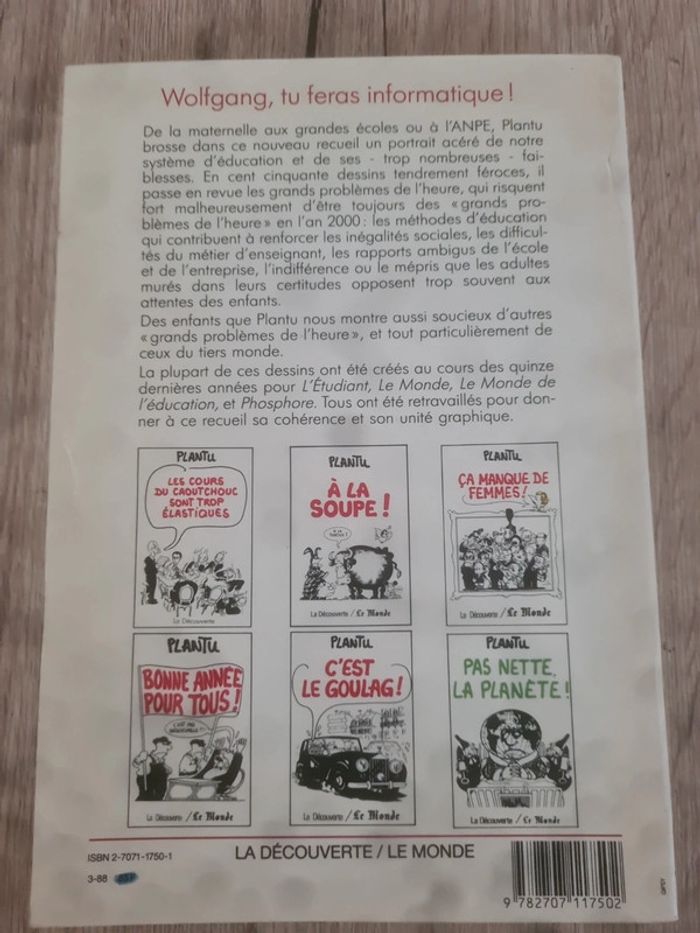 Wolfgang, tu feras informatique !
De la maternelle aux grandes écoles ou à l'ANPE, Plantu
brosse dans ce nouveau recueil un portrait acéré de notre
système d'éducation et de ses - trop nombreuses - fai-
blesses. En cent cinquante dessins tendrement féroces, il
passe en revue les grands problèmes de l'heure, qui risquent
fort malheureusement d'être toujours des « grands pro-
blèmes de l'heure » en l'an 2000 : les méthodes d'éducation
qui contribuent à renforcer les inégalités sociales, les difficul-
tés du métier d'enseignant, les rapports ambigus de l'école
et de l'entreprise, l'indifférence ou le mépris que les adultes
murés dans leurs certitudes opposent trop souvent aux
attentes des enfants.
Des enfants que Plantu nous montre aussi soucieux d'autres
« grands problèmes de l'heure », et tout particulièrement de
ceux du tiers monde.
La plupart de ces dessins ont été créés au cours des quinze
dernières années pour L'Étudiant, Le Monde, Le Monde de
l'éducation, et Phosphore. Tous ont été retravaillés pour don-
ner à ce recueil sa cohérence et son unité graphique.
PLANTU
LES COURS
DU CAOUTCHOUC
SONT TROP
ÉLASTIQUES
La Découverte
PLANTU
À LA
SOUPE !
La Découverte / Le Monde
PLANTU
ÇA MANQUE DE
FEMMES !
La Découverte / Le Monde
PLANTU
BONNE ANNÉE
POUR TOUS !
La Découverte / Le Monde
PLANTU
C'EST
LE GOULAG !
La Découverte / Le Monde
PLANTU
PAS NETTE,
LA PLANÈTE !
La Découverte / Le Monde
ISBN 2-7071-1750-1
LA DÉCOUVERTE / LE MONDE
3-88
9 782707 117502